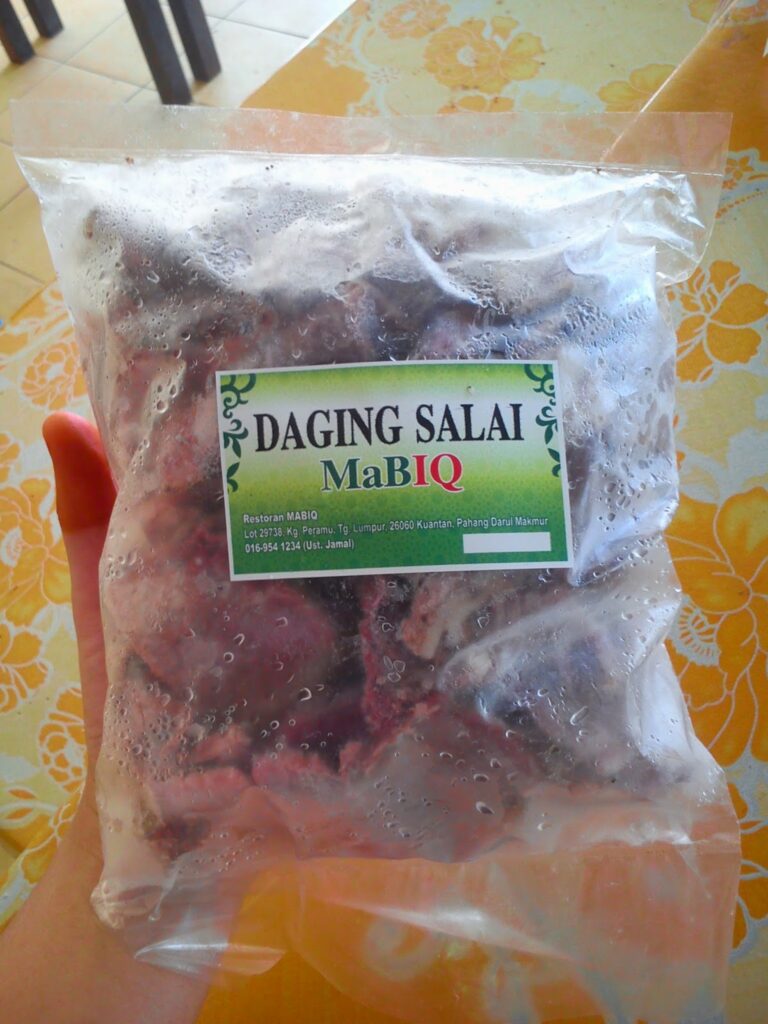 DAGING SALAI
MaBIQ
Restoran MABIQ
Lot 29738, Kg. Peramu, Tg. Lumpur, 26060 Kuantan, Pahang Darul Makmur
016-954 1234 (Ust. Jamal)